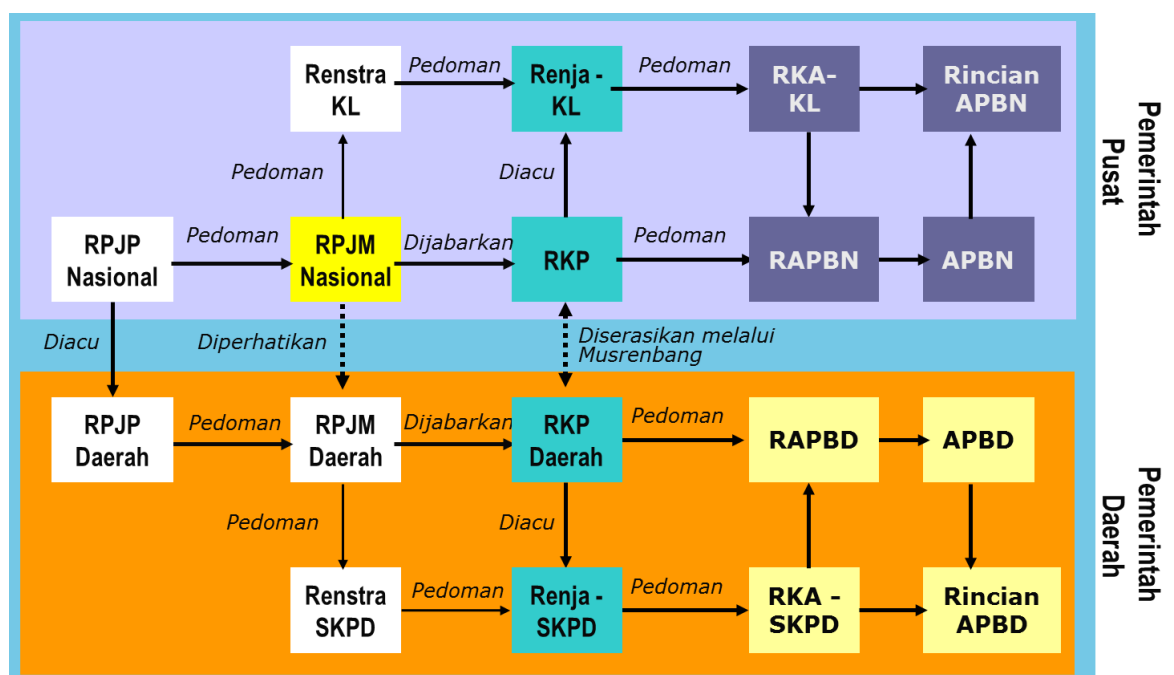 Renstra
KL
Pedoman
Renja -
KL
Pedoman
RKA-
KL
Rincian
APBN
Pedoman
Diacu
RPJP
Nasional
Pedoman
RPJM
Nasional
Dijabarkan
RKP
Pedoman
RAPBN
APBN
Pemerintah
Pusat
Diacu
Diperhatikan
Diserasikan melalui
Musrenbang
RPJP
Daerah
Pedoman
RPJM
Daerah
Dijabarkan
RKP
Daerah
Pedoman
RAPBD
APBD
Pedoman
Diacu
Renstra
SKPD
Pedoman
Renja -
SKPD
Pedoman
RKA -
SKPD
Rincian
APBD
Pemerintah
Daerah